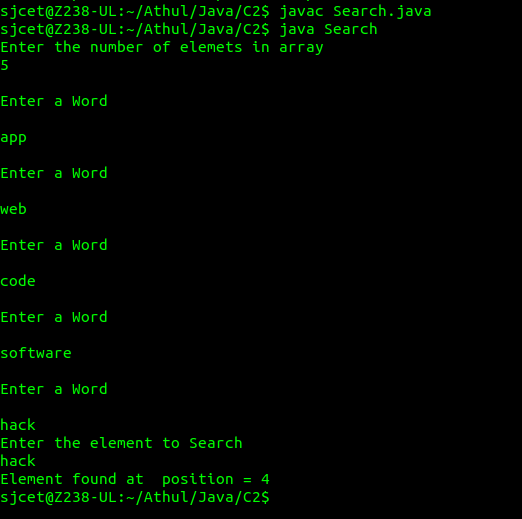 sjcet@Z238-UL:~/Athul/Java/C2$ javac Search.java
sjcet@Z238-UL:~/Athul/Java/C2$ java Search
Enter the number of elemets in array
5
Enter a Word
app
Enter a Word
web
Enter a Word
code
Enter a Word
software
Enter a Word
hack
Enter the element to Search
hack
Element found at  position = 4
sjcet@Z238-UL:~/Athul/Java/C2$